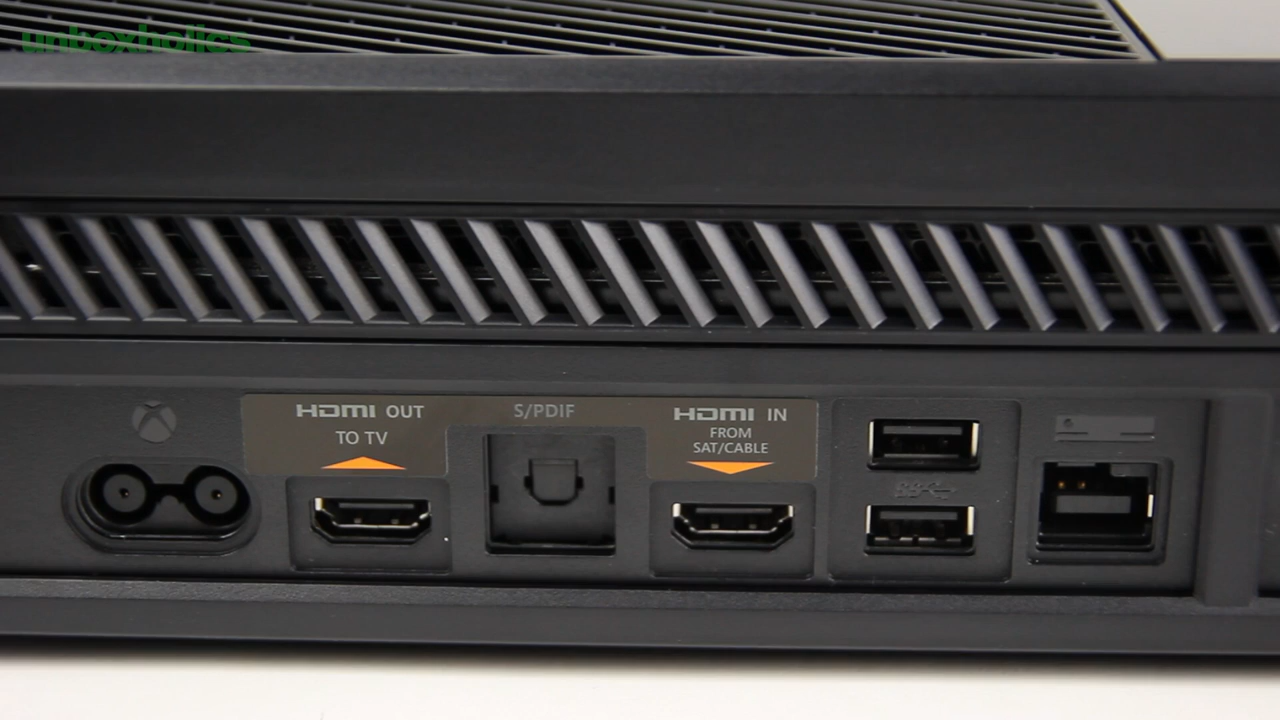 unboxholics
HDMI OUT
TO TV
S/PDIF
HDMI IN
FROM
SAT/CABLE